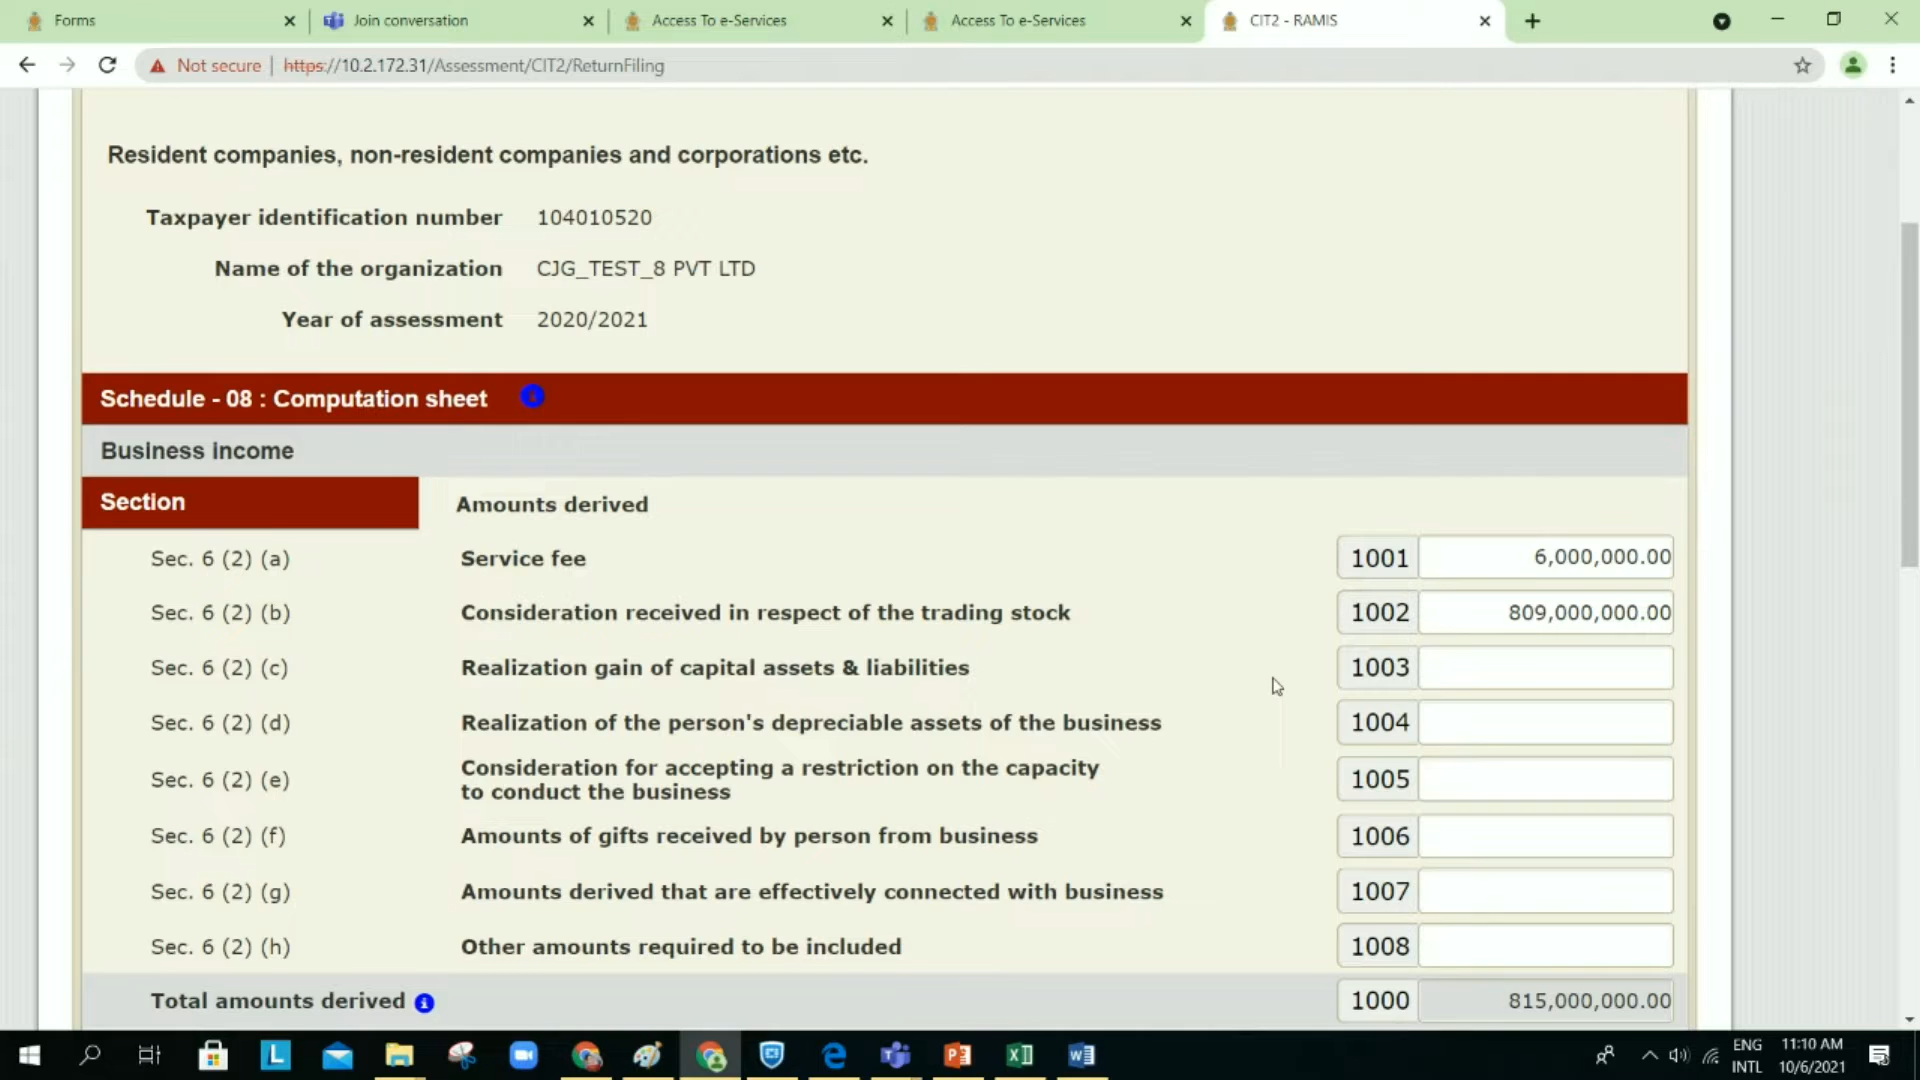 Forms
Join conversation
Access To e-Services
Access To e-Services
CIT2 - RAMIS
Not secure | https://10.2.172.31/Assessment/CIT2/ReturnFiling
Resident companies, non-resident companies and corporations etc.
Taxpayer identification number 104010520
Name of the organization CJG_TEST_8 PVT LTD
Year of assessment 2020/2021
Schedule - 08 : Computation sheet
Business income
Section Amounts derived
Sec. 6 (2) (a) Service fee 1001 6,000,000.00
Sec. 6 (2) (b) Consideration received in respect of the trading stock 1002 809,000,000.00
Sec. 6 (2) (c) Realization gain of capital assets & liabilities 1003
Sec. 6 (2) (d) Realization of the person's depreciable assets of the business 1004
Sec. 6 (2) (e) Consideration for accepting a restriction on the capacity
to conduct the business 1005
Sec. 6 (2) (f) Amounts of gifts received by person from business 1006
Sec. 6 (2) (g) Amounts derived that are effectively connected with business 1007
Sec. 6 (2) (h) Other amounts required to be included 1008
Total amounts derived i 1000 815,000,000.00
ENG 11:10 AM
INTL 10/6/2021